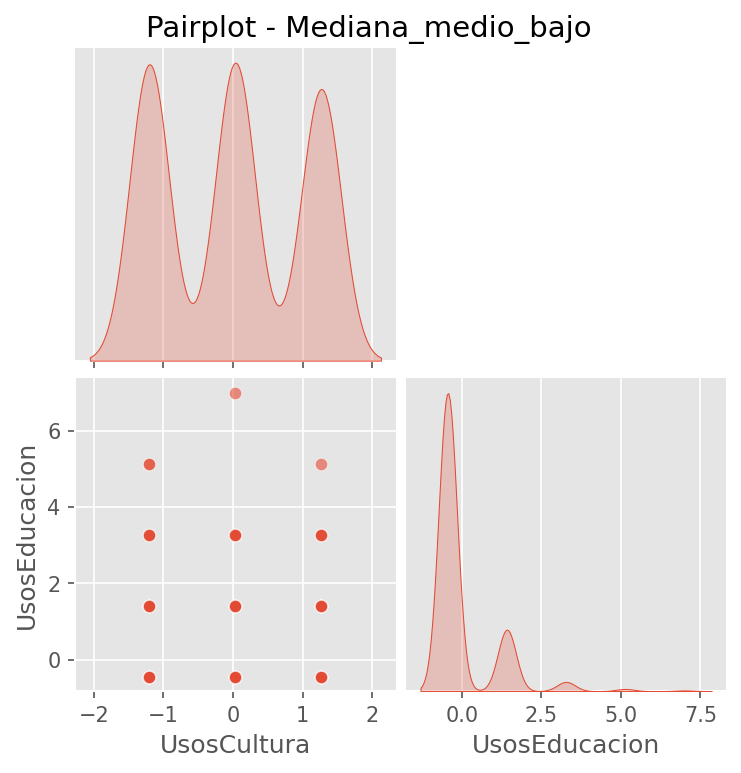 Pairplot - Mediana_medio_bajo
UsosEducacion
6
4
2
0
−2 −1 0 1 2
0.0 2.5 5.0 7.5
UsosCultura
UsosEducacion